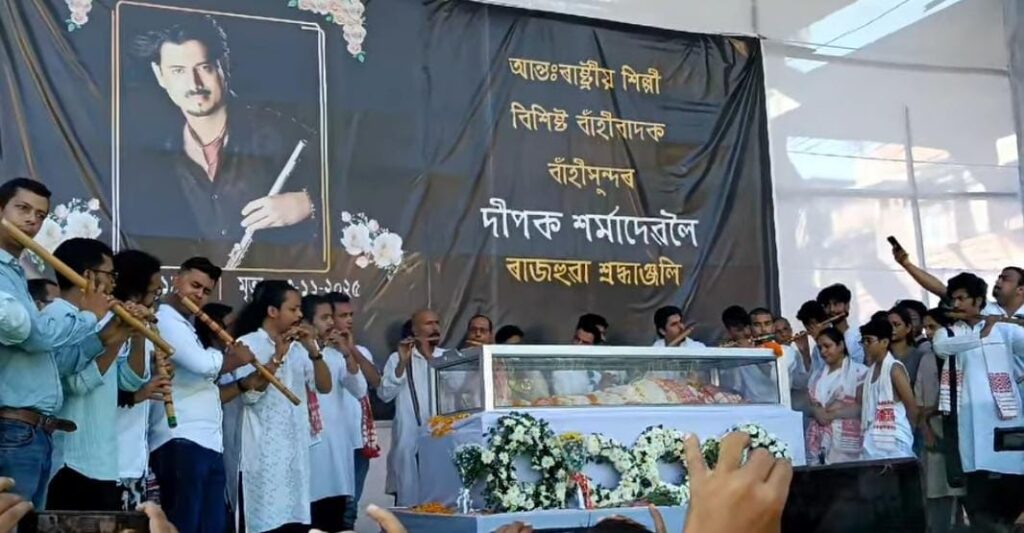 আন্তঃৰাষ্ট্ৰীয় শিল্পী
বিশিষ্ট বাঁহীবাদক
বাঁহীসুন্দৰ
দীপক শৰ্মাদেৱলৈ
ৰাজহুৱা শ্ৰদ্ধাঞ্জলি
-১১-২০২৫